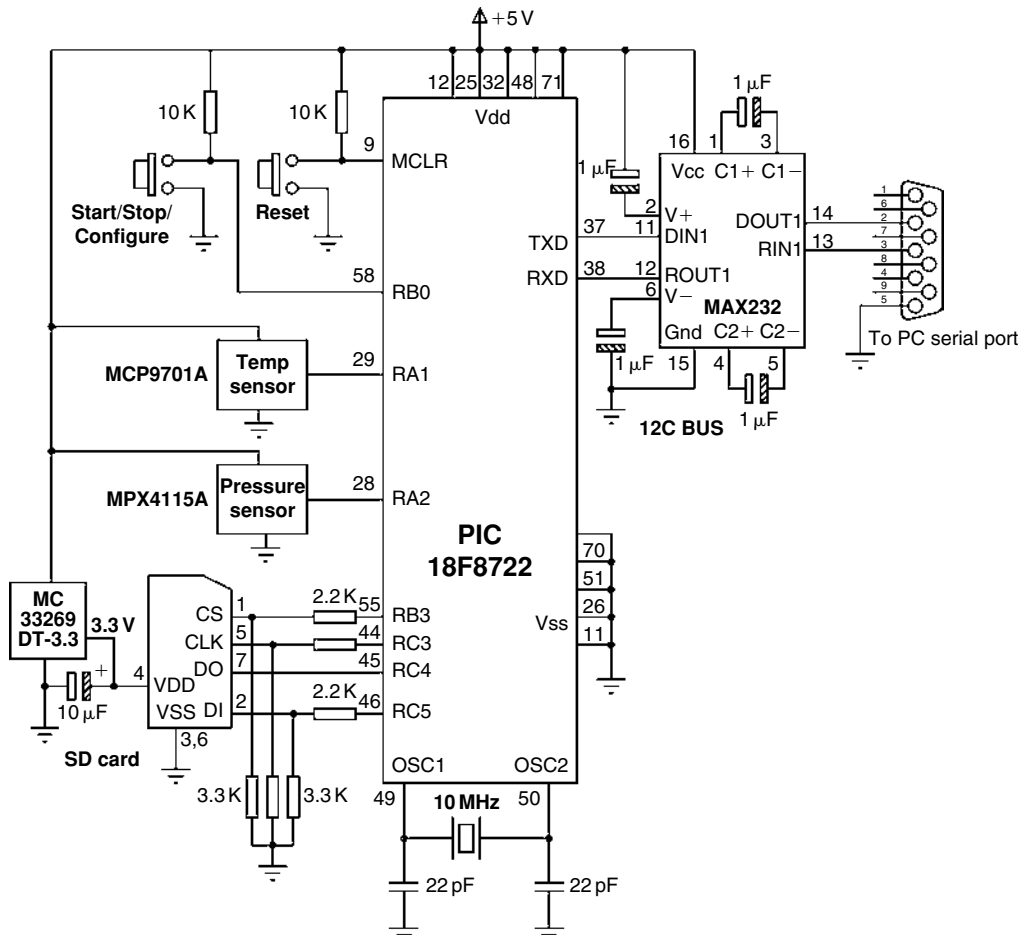 +5 V
12 25 32 48 71
Vdd
10 K
10 K
9
MCLR
Start/Stop/
Configure
Reset
58
RB0
1 µF
16
1
3
Vcc C1+ C1−
1 µF
2
V+
11
DIN1
DOUT1
14
RIN1
13
TXD
37
RXD
38
12
ROUT1
6
V−
MAX232
Gnd C2+ C2−
15
4
5
1 µF
1 µF
12C BUS
1
6
2
7
3
8
4
9
5
To PC serial port
MCP9701A
Temp
sensor
29
RA1
MPX4115A
Pressure
sensor
28
RA2
PIC
18F8722
70
51
26
11
Vss
MC
33269
DT-3.3
3.3 V
10 µF
+
4
VDD
VSS
3,6
SD card
CS
1
CLK
5
DO
7
DI
2
2.2 K
55
RB3
44
RC3
45
RC4
2.2 K
46
RC5
3.3 K
3.3 K
OSC1
OSC2
49
50
10 MHz
22 pF
22 pF